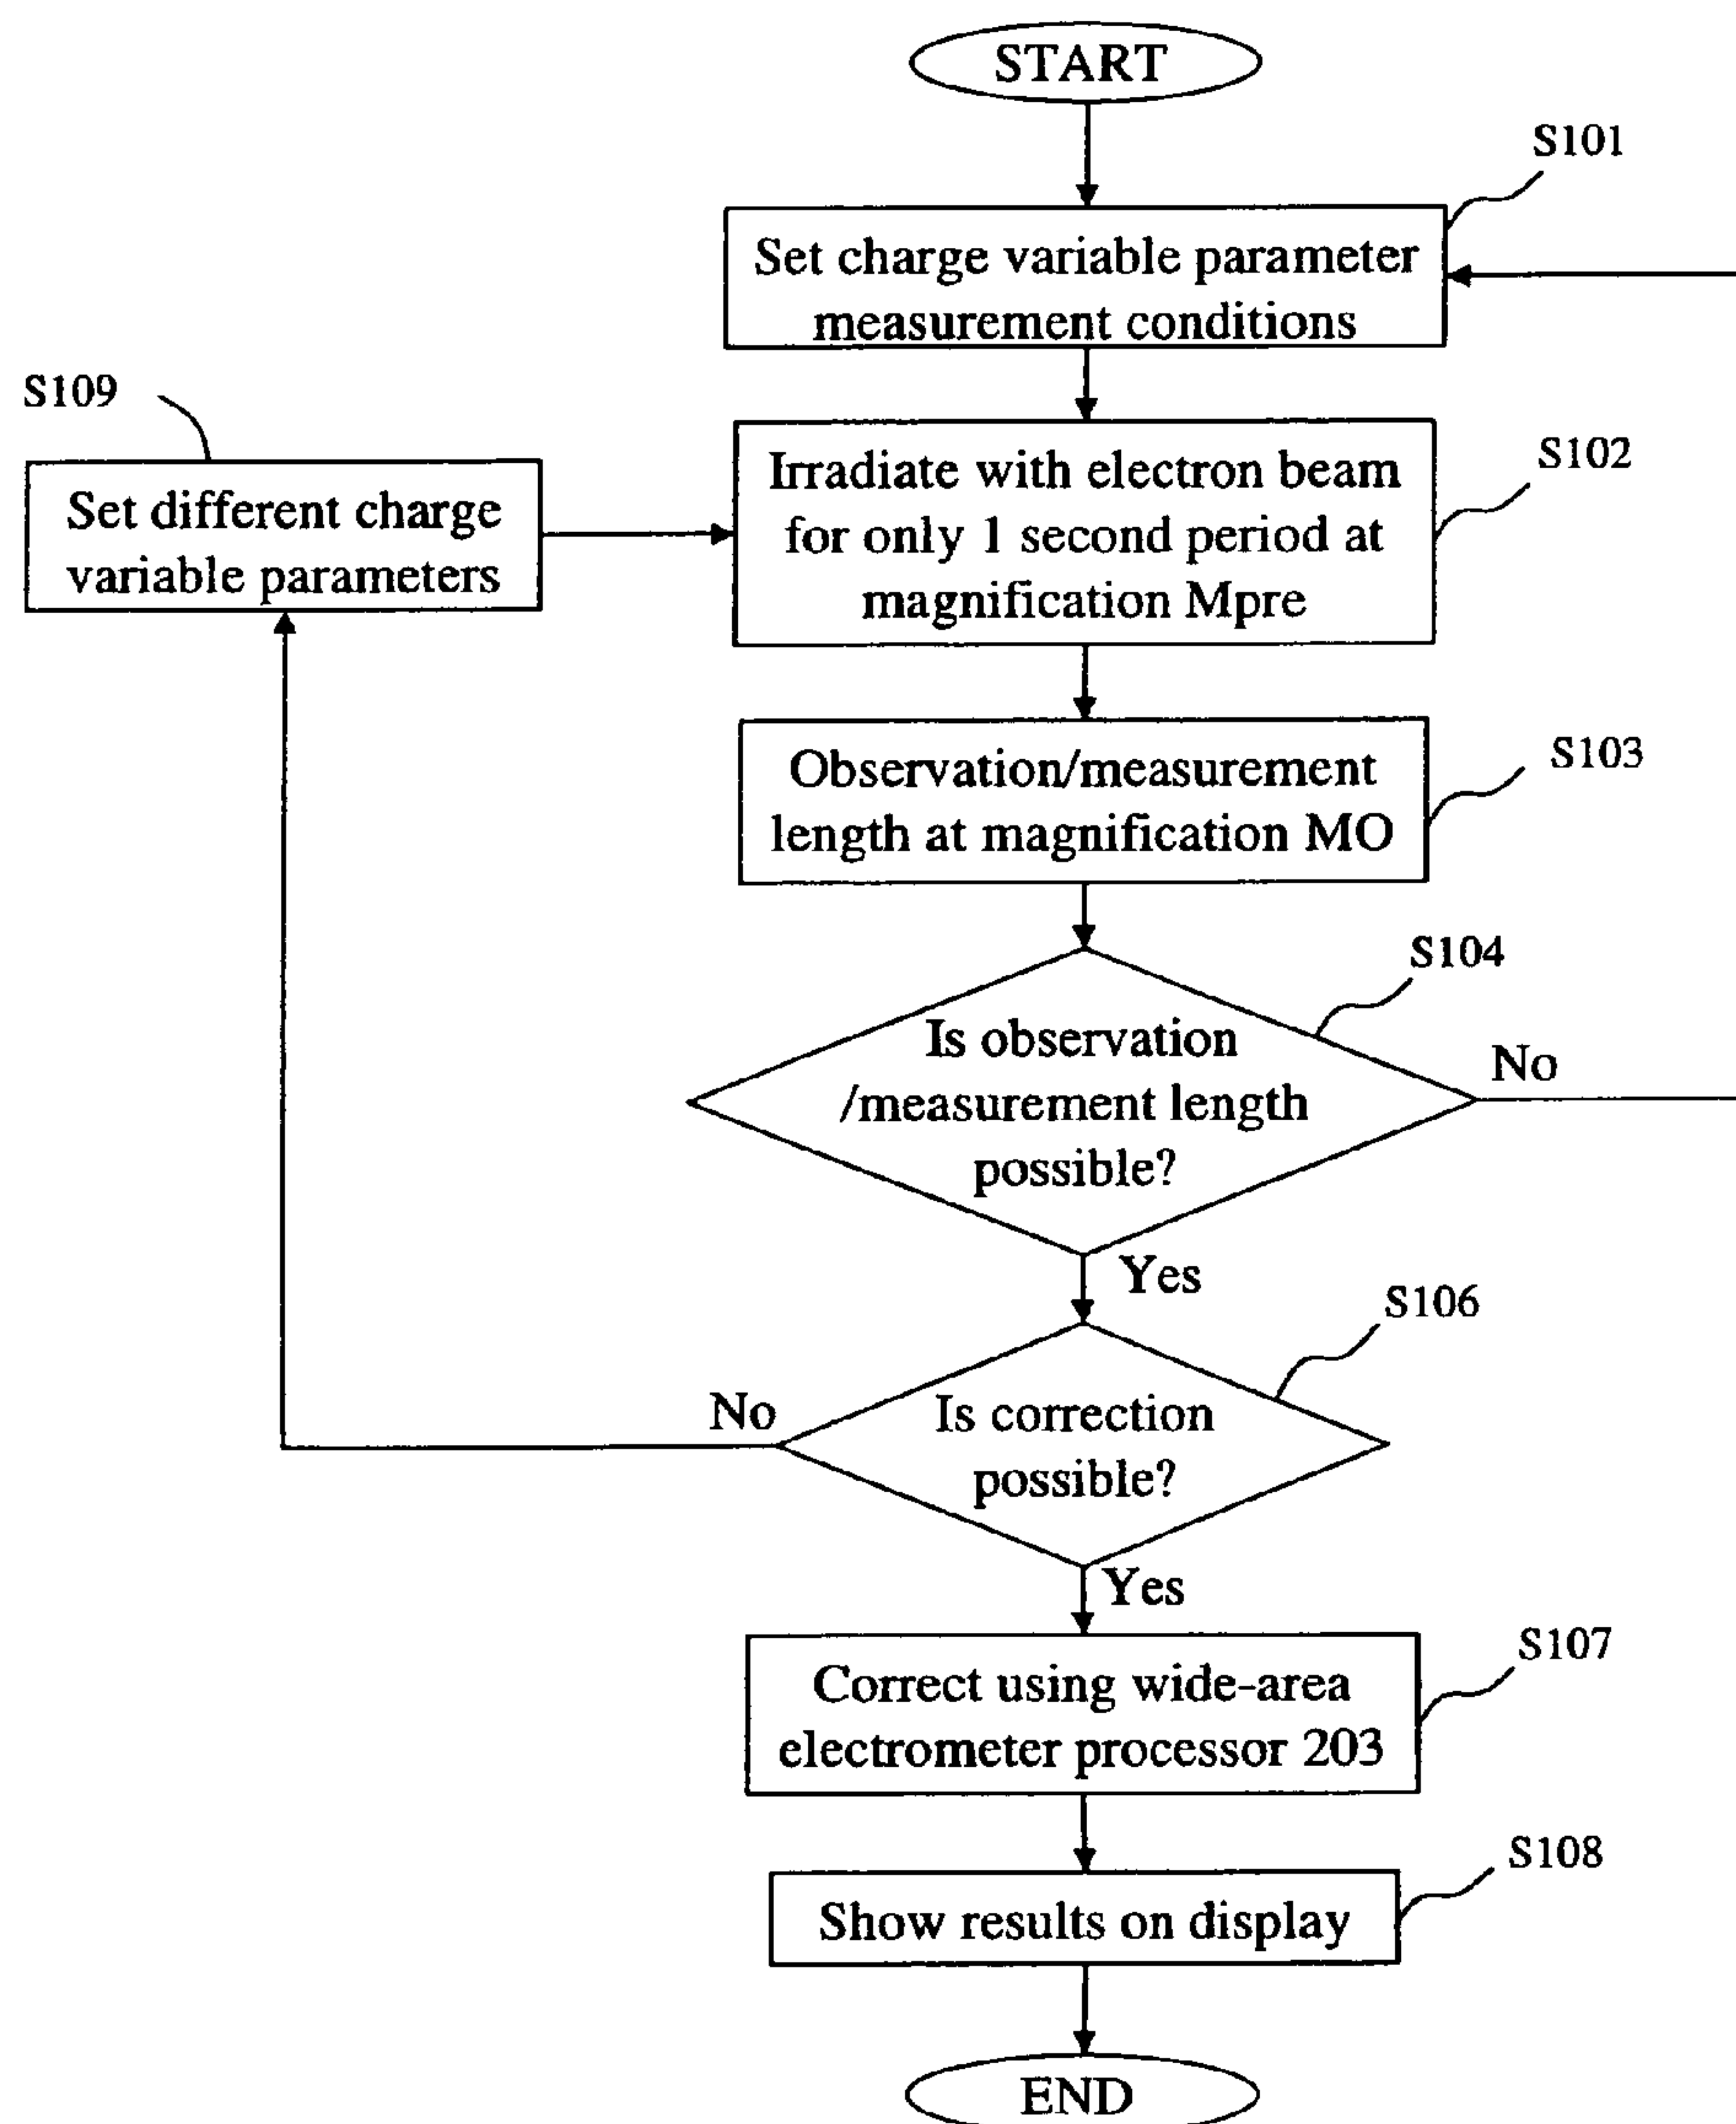 START
S101
Set charge variable parameter
measurement conditions
S109
Set different charge
variable parameters
S102
Irradiate with electron beam
for only 1 second period at
magnification Mpre
S103
Observation/measurement
length at magnification MO
S104
Is observation
/measurement length
possible?
No
Yes
S106
Is correction
possible?
No
Yes
S107
Correct using wide-area
electrometer processor 203
S108
Show results on display
END